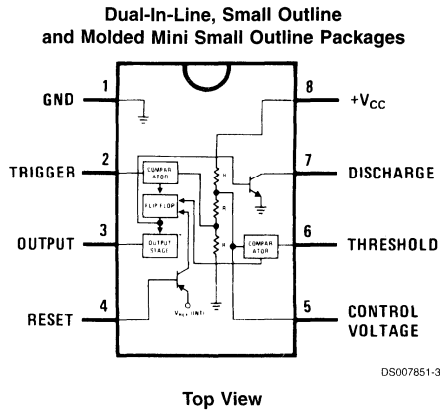 Dual-In-Line, Small Outline
and Molded Mini Small Outline Packages
1
GND
8
+VCC
2
TRIGGER
7
DISCHARGE
COMPAR
ATOR
R
FLIP FLOP
R
3
OUTPUT
OUTPUT
STAGE
R
COMPAR
ATOR
6
THRESHOLD
4
RESET
VREF (INT)
5
CONTROL
VOLTAGE
DS007851-3
Top View